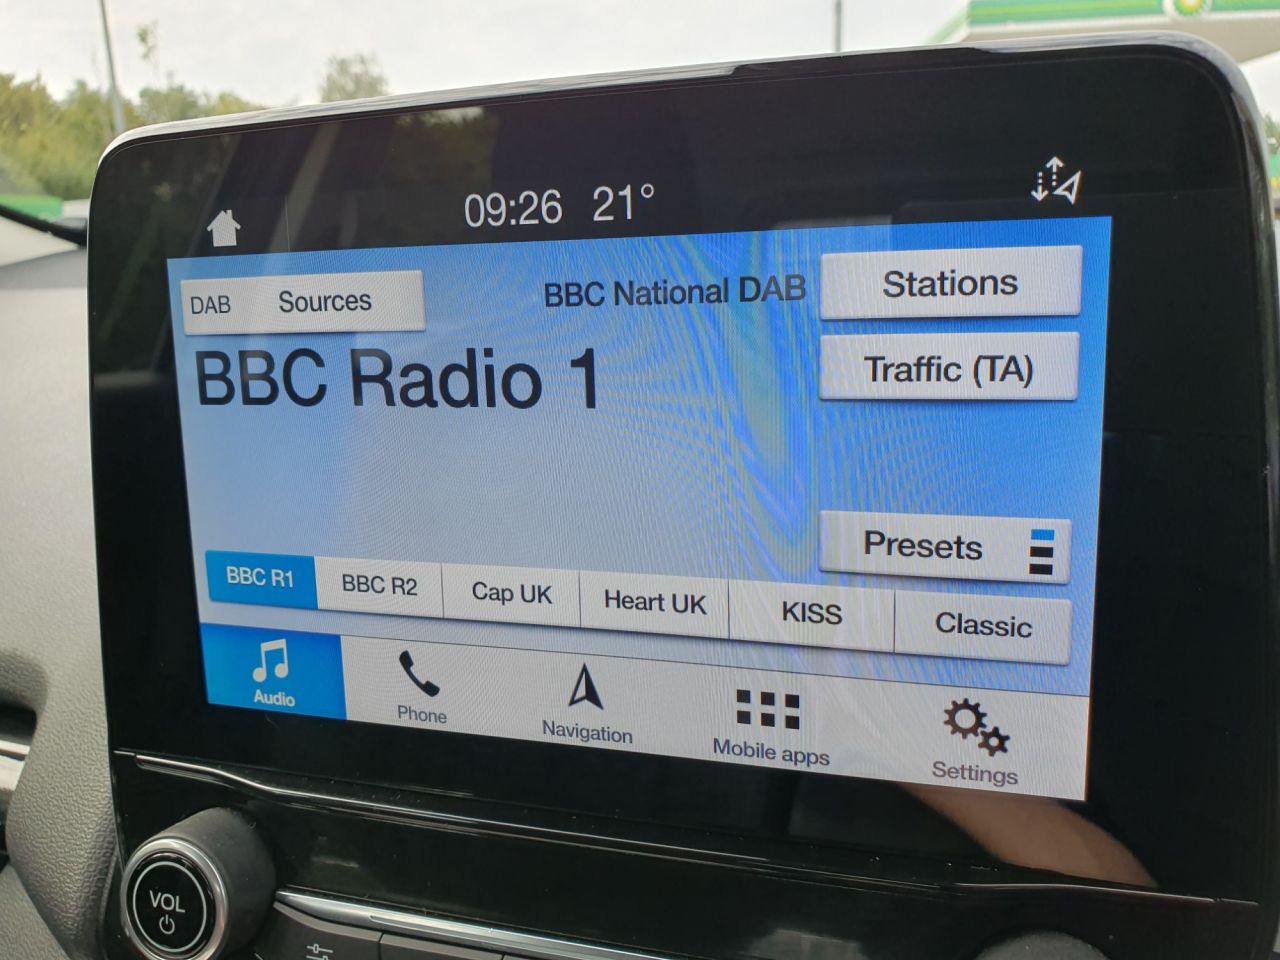 09:26 21°
DAB Sources
BBC National DAB
Stations
BBC Radio 1
Traffic (TA)
Presets
BBC R1
BBC R2
Cap UK
Heart UK
KISS
Classic
Audio
Phone
Navigation
Mobile apps
Settings
VOL